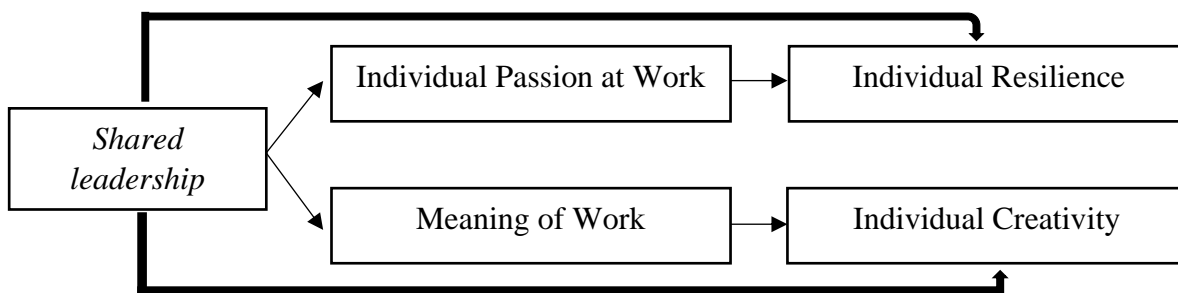 Individual Passion at Work
Individual Resilience
Shared
leadership
Meaning of Work
Individual Creativity